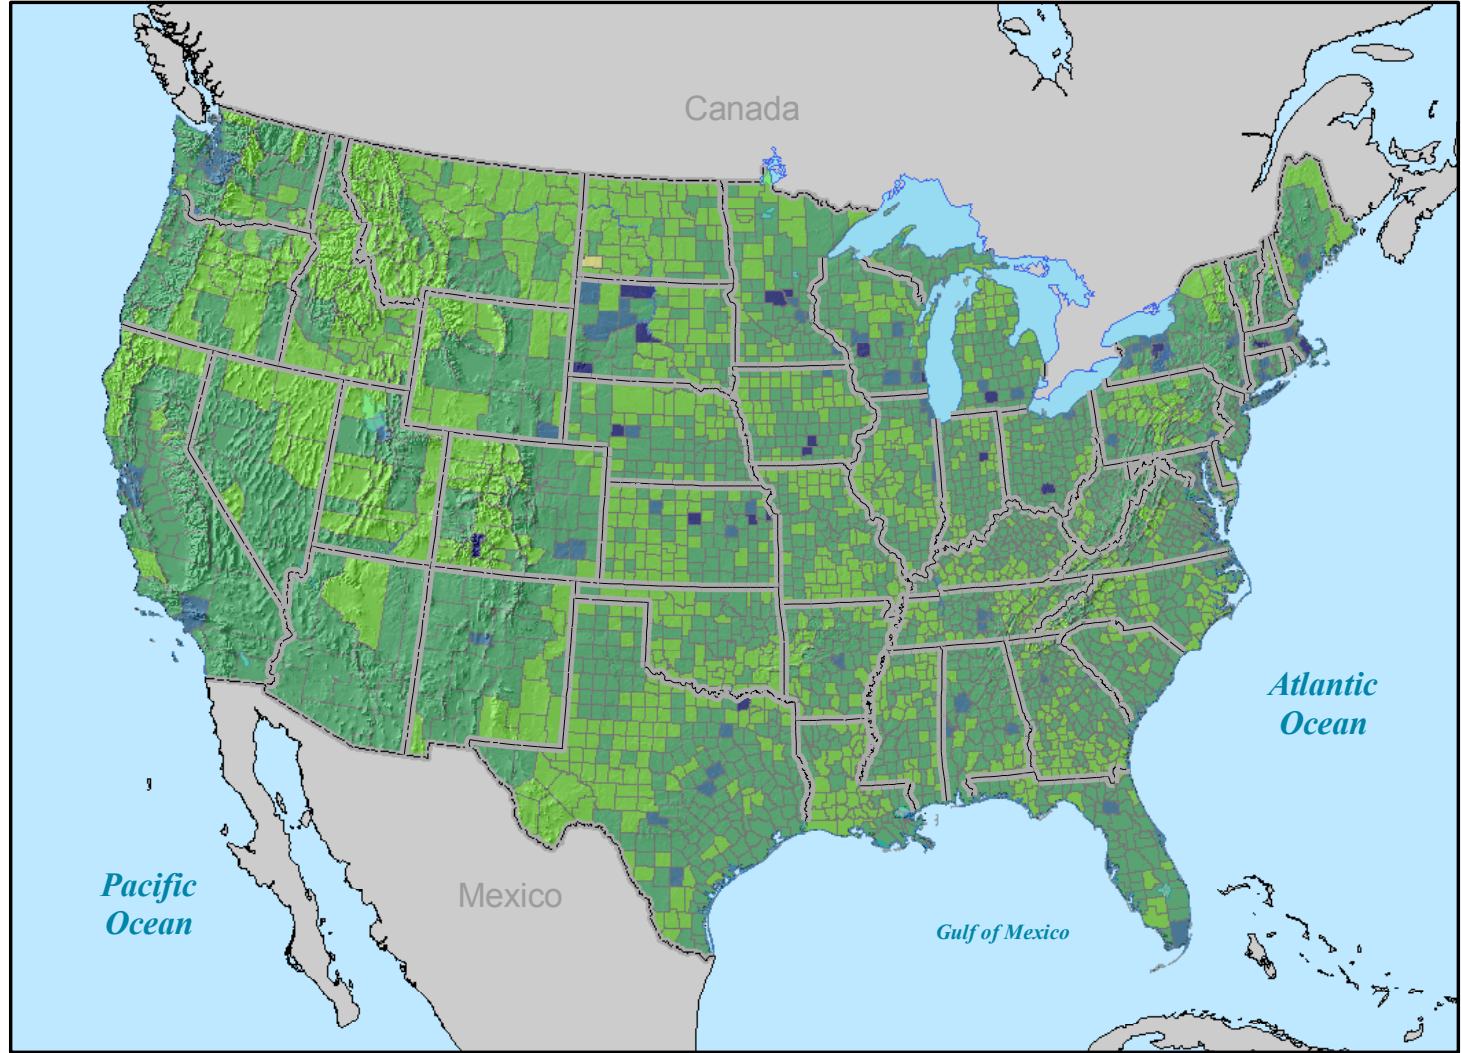 Canada
Atlantic
Ocean
Pacific
Ocean
Mexico
Gulf of Mexico